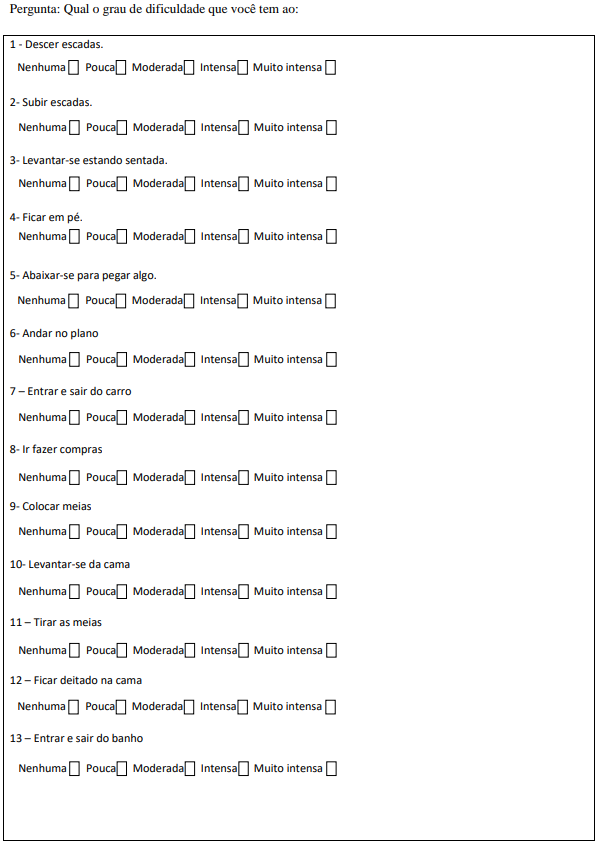 Pergunta: Qual o grau de dificuldade que você tem ao:
1 - Descer escadas.
Nenhuma Pouca Moderada Intensa Muito intensa
2- Subir escadas.
Nenhuma Pouca Moderada Intensa Muito intensa
3- Levantar-se estando sentada.
Nenhuma Pouca Moderada Intensa Muito intensa
4- Ficar em pé.
Nenhuma Pouca Moderada Intensa Muito intensa
5- Abaixar-se para pegar algo.
Nenhuma Pouca Moderada Intensa Muito intensa
6- Andar no plano
Nenhuma Pouca Moderada Intensa Muito intensa
7 – Entrar e sair do carro
Nenhuma Pouca Moderada Intensa Muito intensa
8- Ir fazer compras
Nenhuma Pouca Moderada Intensa Muito intensa
9- Colocar meias
Nenhuma Pouca Moderada Intensa Muito intensa
10- Levantar-se da cama
Nenhuma Pouca Moderada Intensa Muito intensa
11 – Tirar as meias
Nenhuma Pouca Moderada Intensa Muito intensa
12 – Ficar deitado na cama
Nenhuma Pouca Moderada Intensa Muito intensa
13 – Entrar e sair do banho
Nenhuma Pouca Moderada Intensa Muito intensa